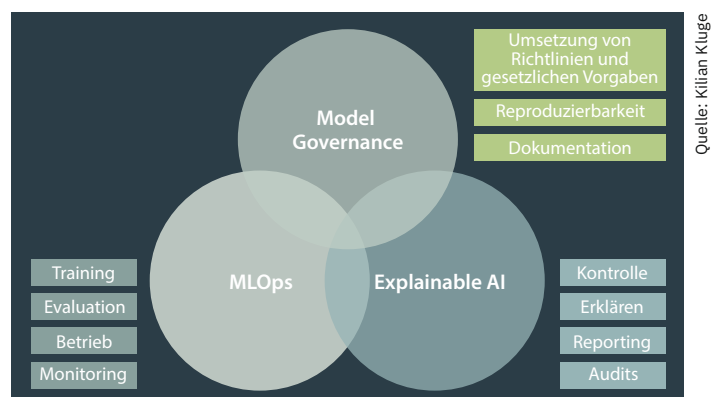 Model
Governance
MLOps
Explainable AI
Umsetzung von
Richtlinien und
gesetzlichen Vorgaben
Reproduzierbarkeit
Dokumentation
Training
Evaluation
Betrieb
Monitoring
Kontrolle
Erklären
Reporting
Audits
Quelle: Kilian Kluge